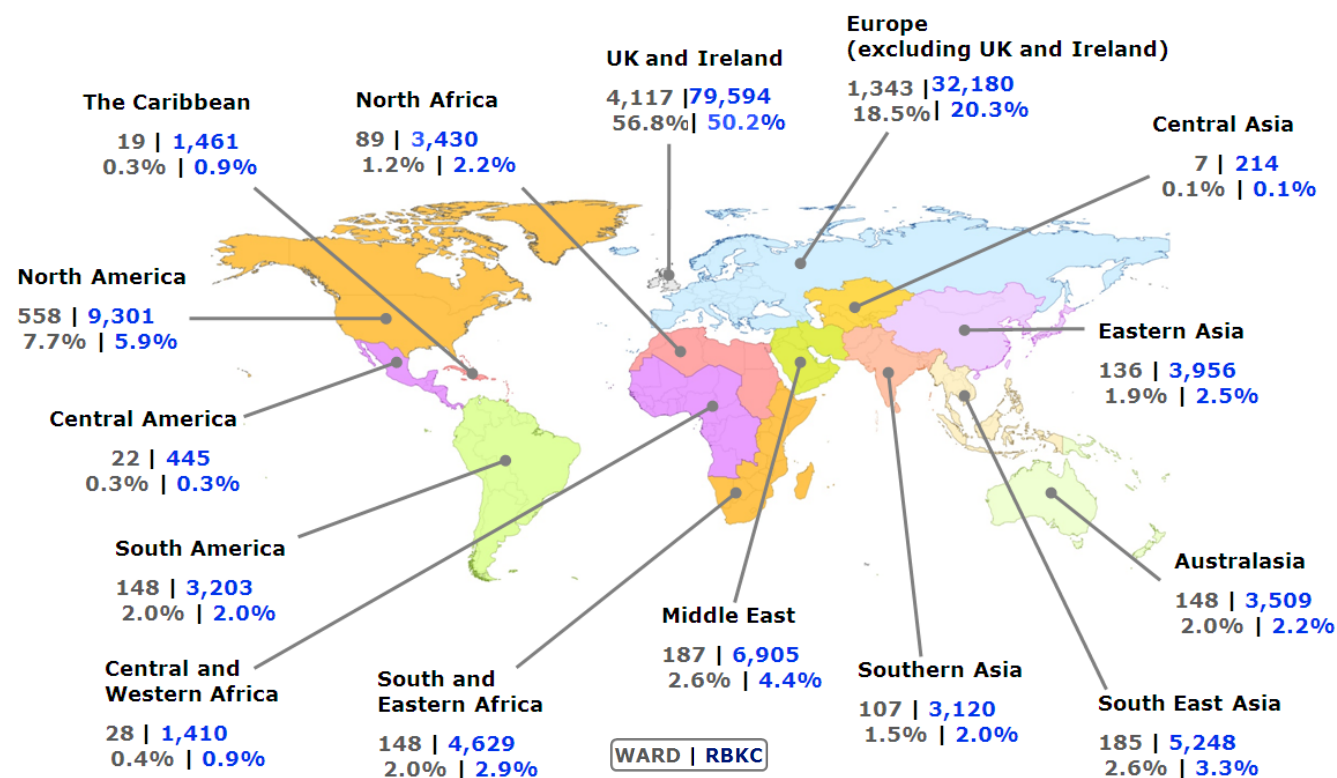 Europe
(excluding UK and Ireland)
1,343 | 32,180
18.5% | 20.3%
UK and Ireland
4,117 | 79,594
56.8% | 50.2%
The Caribbean
19 | 1,461
0.3% | 0.9%
North Africa
89 | 3,430
1.2% | 2.2%
Central Asia
7 | 214
0.1% | 0.1%
North America
558 | 9,301
7.7% | 5.9%
Eastern Asia
136 | 3,956
1.9% | 2.5%
Central America
22 | 445
0.3% | 0.3%
South America
148 | 3,203
2.0% | 2.0%
Australasia
148 | 3,509
2.0% | 2.2%
Middle East
187 | 6,905
2.6% | 4.4%
Central and
Western Africa
28 | 1,410
0.4% | 0.9%
South and
Eastern Africa
148 | 4,629
2.0% | 2.9%
Southern Asia
107 | 3,120
1.5% | 2.0%
South East Asia
185 | 5,248
2.6% | 3.3%
WARD | RBKC